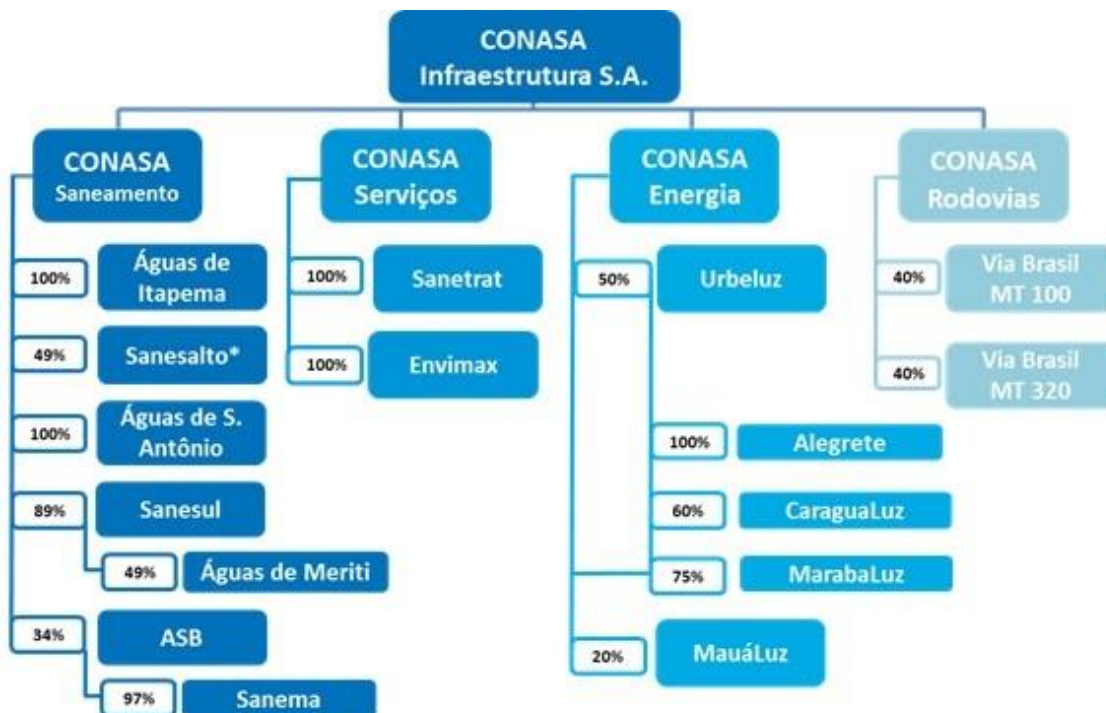 CONASA
Infraestrutura S.A.
CONASA
Saneamento
CONASA
Serviços
CONASA
Energia
CONASA
Rodovias
100%
Águas de
Itapema
49%
Sanesalto*
100%
Águas de S.
Antônio
89%
Sanesul
49%
Águas de Meriti
34%
ASB
97%
Sanema
100%
Sanetrat
100%
Envimax
50%
Urbeluz
100%
Alegrete
60%
CaraguaLuz
75%
MarabaLuz
20%
MauáLuz
40%
Via Brasil
MT 100
40%
Via Brasil
MT 320